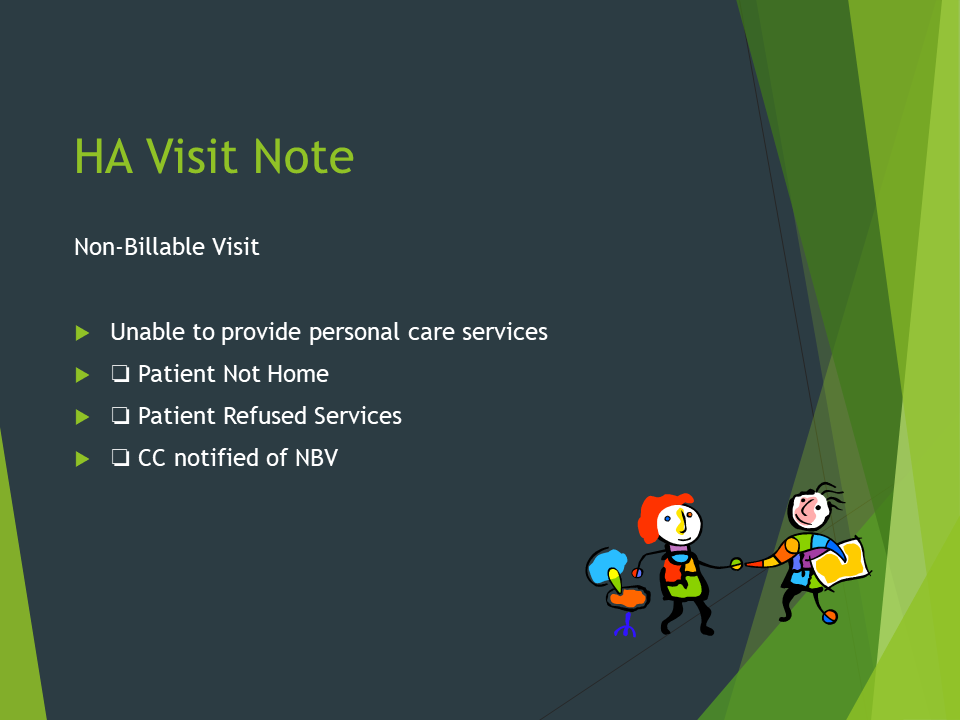 HA Visit Note
Non-Billable Visit
Unable to provide personal care services
❑ Patient Not Home
❑ Patient Refused Services
❑ CC notified of NBV